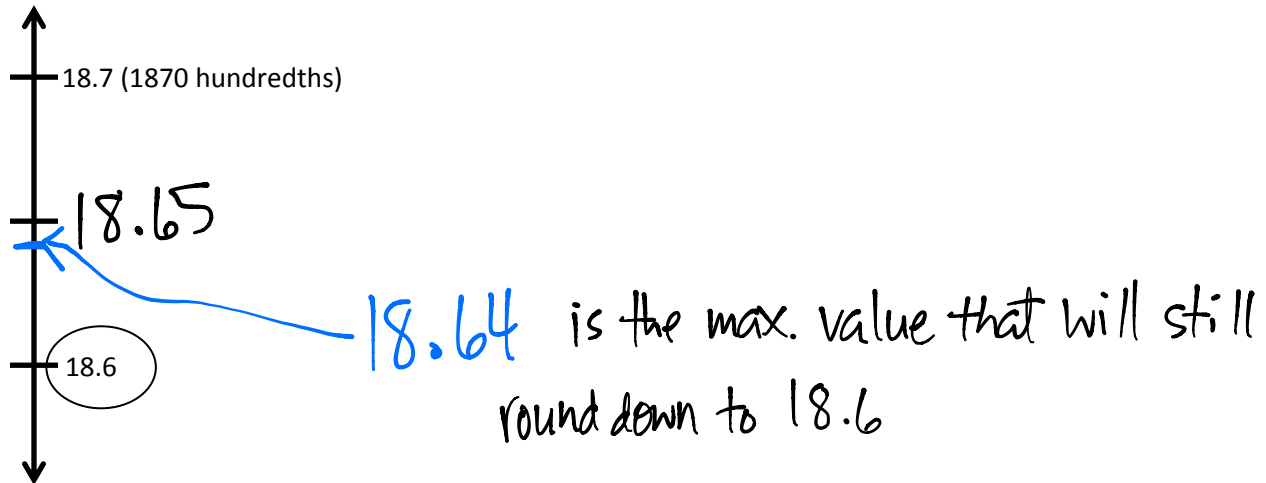 18.7 (1870 hundredths)
18.65
18.64 is the max. value that will still
round down to 18.6
18.6